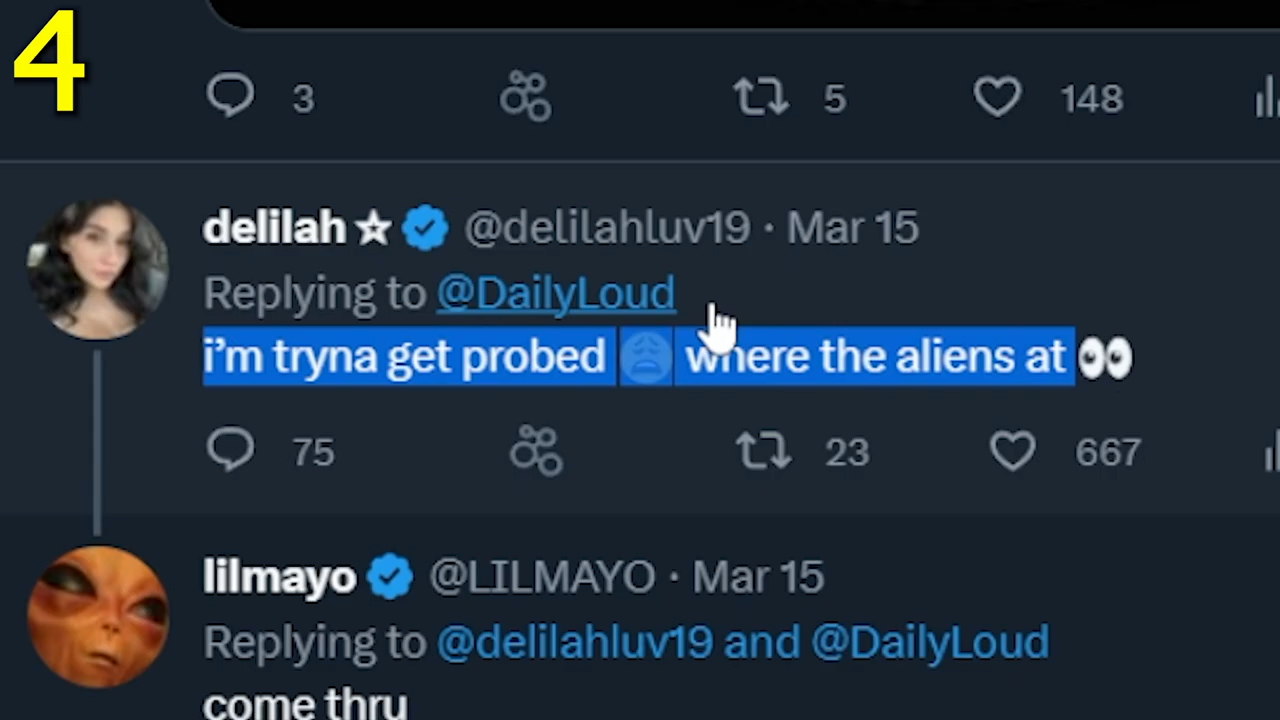 4
3 5 148
delilah ☆ @delilahluv19 · Mar 15
Replying to @DailyLoud
i'm tryna get probed 😩 where the aliens at 👀
75 23 667
lilmayo @LILMAYO · Mar 15
Replying to @delilahluv19 and @DailyLoud
come thru